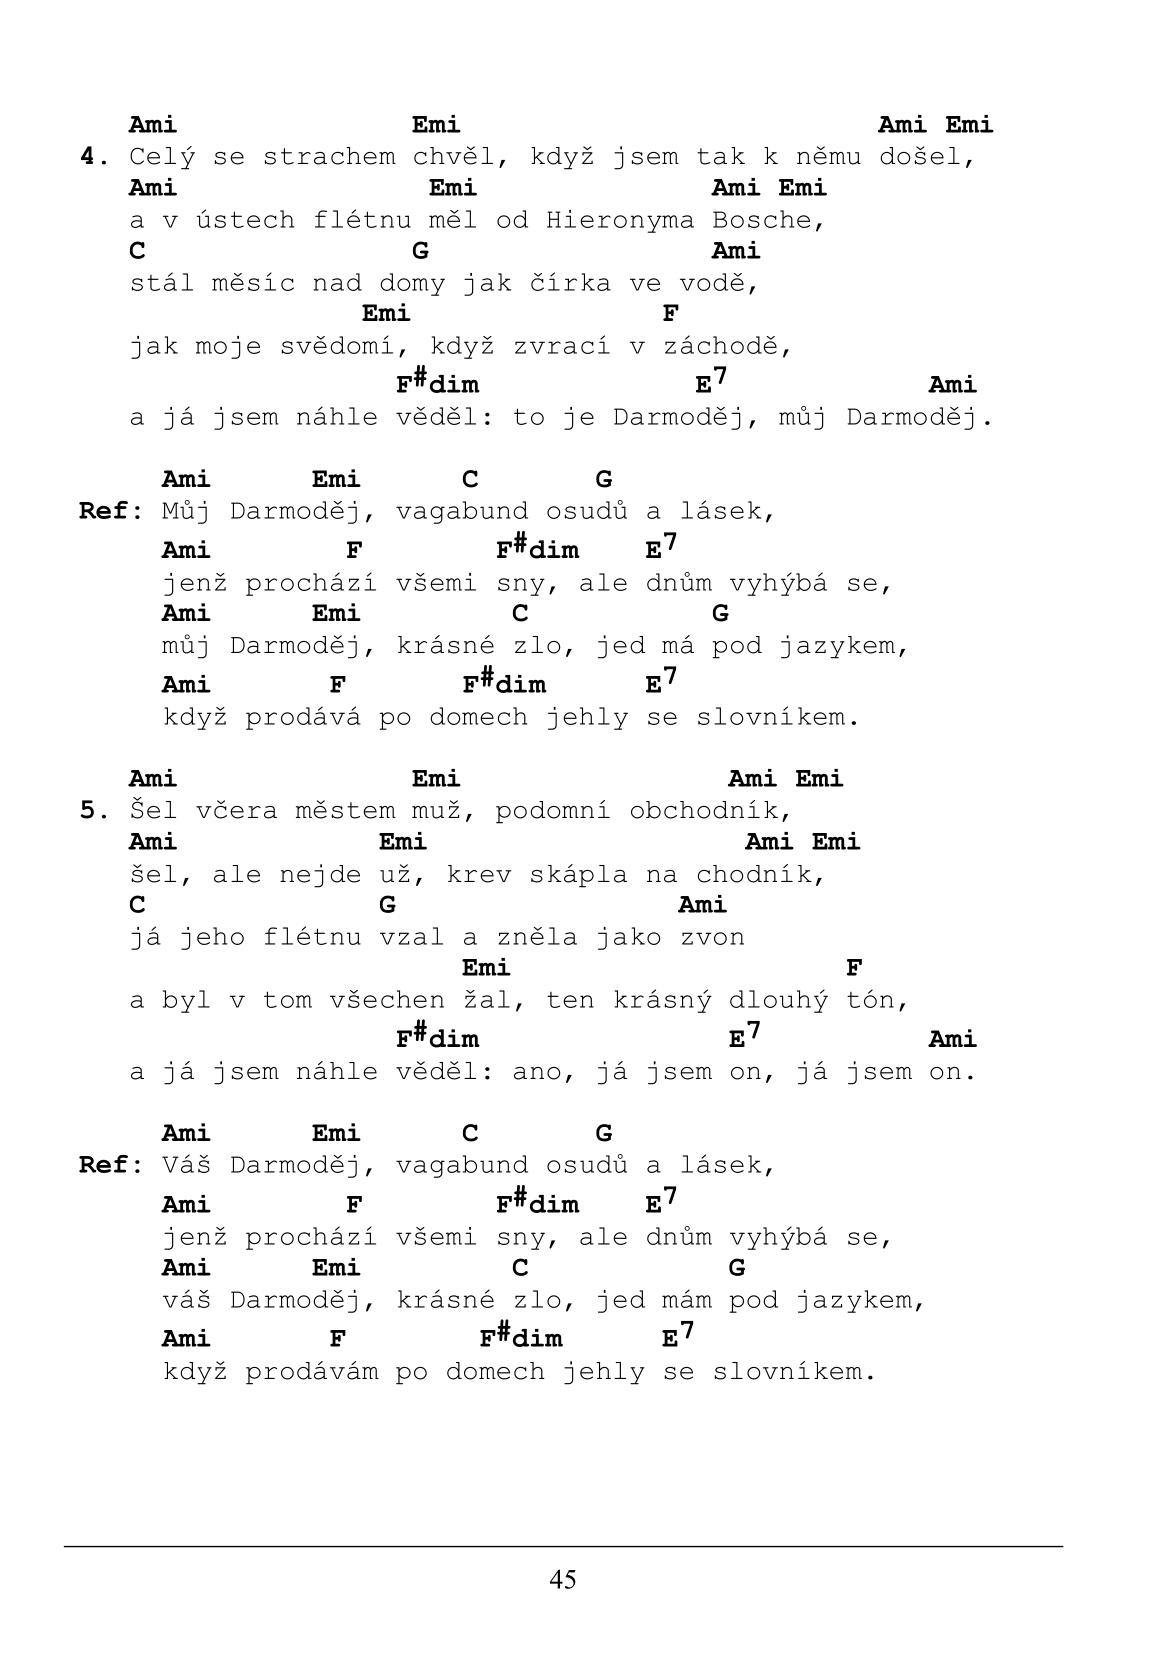 Ami Emi Ami Emi
4. Celý se strachem chvěl, když jsem tak k němu došel,
Ami Emi Ami Emi
a v ústech flétnu měl od Hieronyma Bosche,
C G Ami
stál měsíc nad domy jak čírka ve vodě,
Emi F
jak moje svědomí, když zvrací v záchodě,
F#dim E7 Ami
a já jsem náhle věděl: to je Darmoděj, můj Darmoděj.
Ami Emi C G
Ref: Můj Darmoděj, vagabund osudů a lásek,
Ami F F#dim E7
jenž prochází všemi sny, ale dnům vyhýbá se,
Ami Emi C G
můj Darmoděj, krásné zlo, jed má pod jazykem,
Ami F F#dim E7
když prodává po domech jehly se slovníkem.
Ami Emi Ami Emi
5. Šel včera městem muž, podomní obchodník,
Ami Emi Ami Emi
šel, ale nejde už, krev skápla na chodník,
C G Ami
já jeho flétnu vzal a zněla jako zvon
Emi F
a byl v tom všechen žal, ten krásný dlouhý tón,
F#dim E7 Ami
a já jsem náhle věděl: ano, já jsem on, já jsem on.
Ami Emi C G
Ref: Váš Darmoděj, vagabund osudů a lásek,
Ami F F#dim E7
jenž prochází všemi sny, ale dnům vyhýbá se,
Ami Emi C G
váš Darmoděj, krásné zlo, jed mám pod jazykem,
Ami F F#dim E7
když prodávám po domech jehly se slovníkem.
45